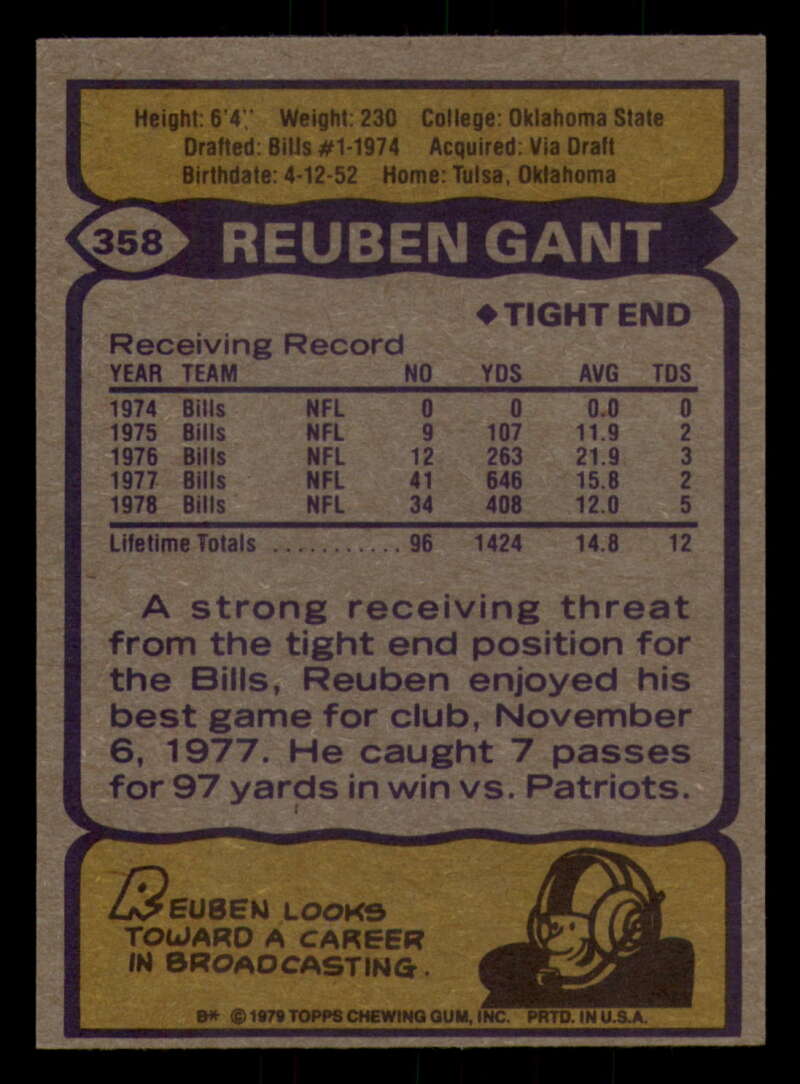 Height: 6'4" Weight: 230 College: Oklahoma State
Drafted: Bills #1-1974 Acquired: Via Draft
Birthdate: 4-12-52 Home: Tulsa, Oklahoma
358 REUBEN GANT
◆TIGHT END
Receiving Record
YEAR TEAM NO YDS AVG TDS
1974 Bills NFL 0 0 0.0 0
1975 Bills NFL 9 107 11.9 2
1976 Bills NFL 12 263 21.9 3
1977 Bills NFL 41 646 15.8 2
1978 Bills NFL 34 408 12.0 5
Lifetime Totals ........... 96 1424 14.8 12
A strong receiving threat
from the tight end position for
the Bills, Reuben enjoyed his
best game for club, November
6, 1977. He caught 7 passes
for 97 yards in win vs. Patriots.
REUBEN LOOKS
TOWARD A CAREER
IN BROADCASTING.
B* © 1979 TOPPS CHEWING GUM, INC. PRTD. IN U.S.A.